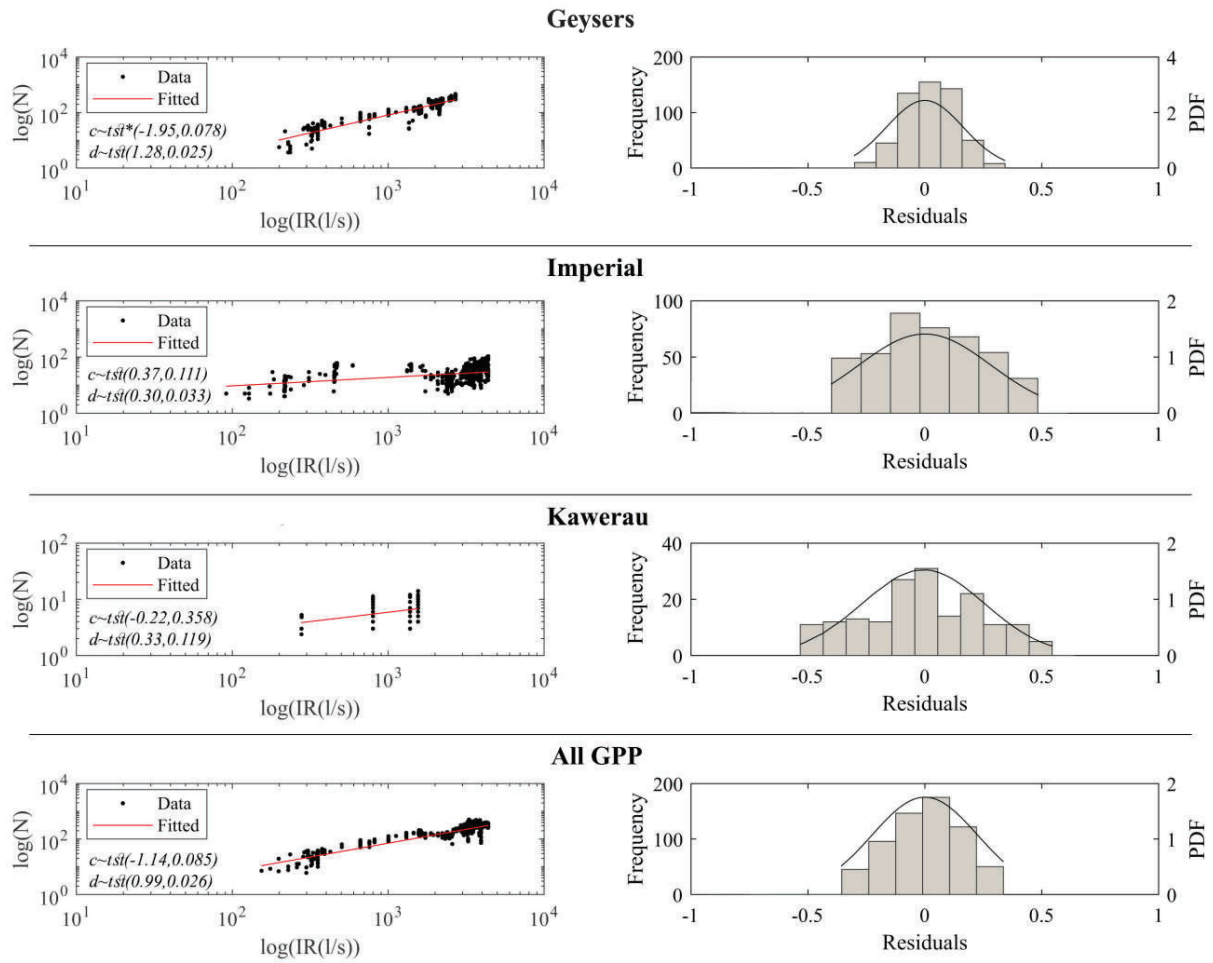 Geysers
log(N)
10^4
10^2
10^0
Data
Fitted
c~tst*(-1.95,0.078)
d~tst(1.28,0.025)
10^1
10^2
10^3
10^4
log(IR(l/s))
Frequency
200
100
0
4
2
0
PDF
-1
-0.5
0
0.5
1
Residuals
Imperial
log(N)
10^4
10^2
10^0
Data
Fitted
c~tst(0.37,0.111)
d~tst(0.30,0.033)
10^1
10^2
10^3
10^4
log(IR(l/s))
Frequency
100
50
0
2
1
0
PDF
-1
-0.5
0
0.5
1
Residuals
Kawerau
log(N)
10^2
10^1
10^0
Data
Fitted
c~tst(-0.22,0.358)
d~tst(0.33,0.119)
10^1
10^2
10^3
10^4
log(IR(l/s))
Frequency
40
20
0
2
1
0
PDF
-1
-0.5
0
0.5
1
Residuals
All GPP
log(N)
10^4
10^2
10^0
Data
Fitted
c~tst(-1.14,0.085)
d~tst(0.99,0.026)
10^1
10^2
10^3
10^4
log(IR(l/s))
Frequency
200
100
0
2
1
0
PDF
-1
-0.5
0
0.5
1
Residuals